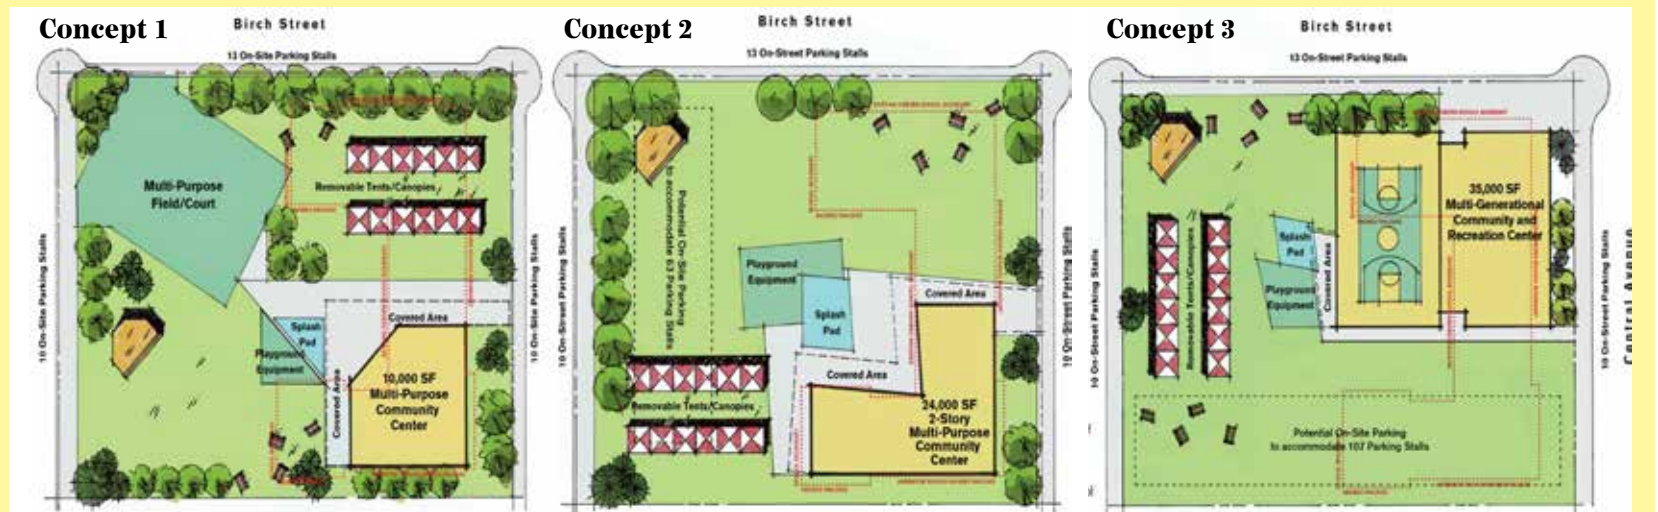 Concept 1
Birch Street
13 On-Site Parking Stalls
Multi-Purpose
Field/Court
Removable Tents/Canopies
10 On-Site Parking Stalls
10 On-Site Parking Stalls
Covered Area
Splash
Pad
Playground
Equipment
Covered Area
10,000 SF
Multi-Purpose
Community
Center
Concept 2
Birch Street
13 On-Street Parking Stalls
Potential On-Site Parking
to accommodate 63 Parking Stalls
10 On-Street Parking Stalls
10 On-Street Parking Stalls
Playground
Equipment
Splash
Pad
Covered Area
Covered Area
Removable Tents/Canopies
24,000 SF
2-Story
Multi-Purpose
Community
Center
Concept 3
Birch Street
13 On-Street Parking Stalls
35,000 SF
Multi-Generational
Community and
Recreation Center
Splash
Pad
Playground
Equipment
Covered Area
Removable Tents/Canopies
10 On-Street Parking Stalls
10 On-Street Parking Stalls
Central Avenue
Potential On-Site Parking
to accommodate 107 Parking Stalls